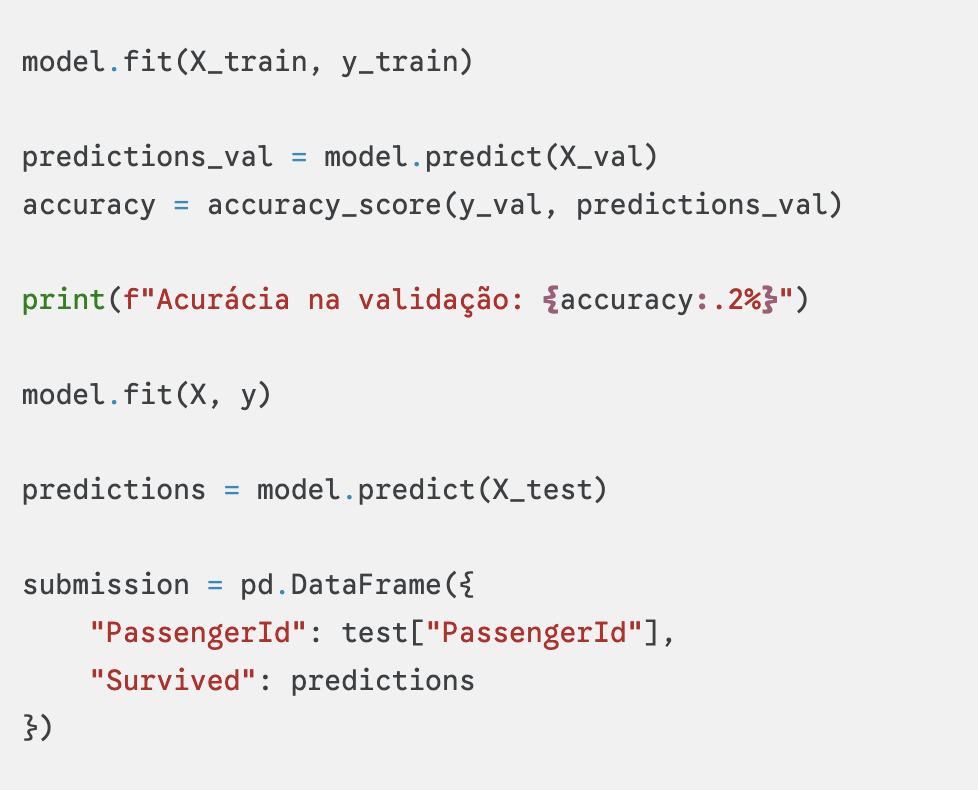 model.fit(X_train, y_train)
predictions_val = model.predict(X_val)
accuracy = accuracy_score(y_val, predictions_val)
print(f"Acurácia na validação: {accuracy:.2%}")
model.fit(X, y)
predictions = model.predict(X_test)
submission = pd.DataFrame({
    "PassengerId": test["PassengerId"],
    "Survived": predictions
})